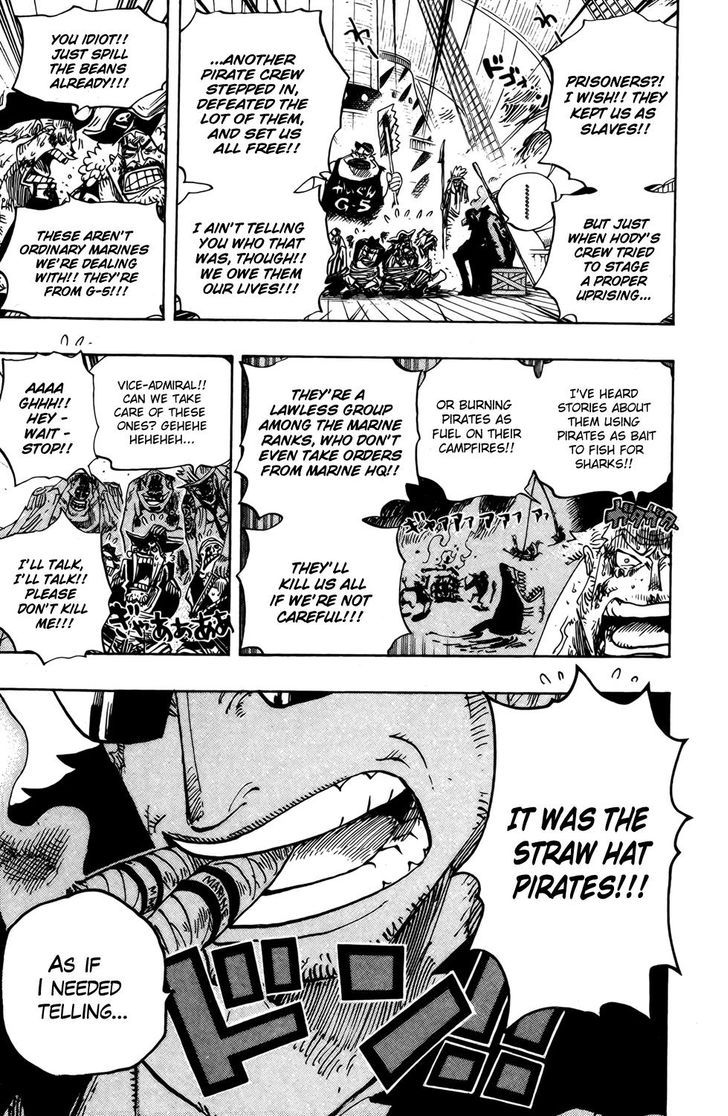 PRISONERS?!
I WISH!! THEY
KEPT US AS
SLAVES!!
BUT JUST
WHEN HODY'S
CREW TRIED
TO STAGE
A PROPER
UPRISING...
...ANOTHER
PIRATE CREW
STEPPED IN,
DEFEATED THE
LOT OF THEM,
AND SET US
ALL FREE!!
I AIN'T TELLING
YOU WHO THAT
WAS, THOUGH!!
WE OWE THEM
OUR LIVES!!!
G-5
YOU IDIOT!!
JUST SPILL
THE BEANS
ALREADY!!
THESE AREN'T
ORDINARY MARINES
WE'RE DEALING
WITH!! THEY'RE
FROM G-5!!!
I'VE HEARD
STORIES ABOUT
THEM USING
PIRATES AS BAIT
TO FISH FOR
SHARKS!!
OR BURNING
PIRATES AS
FUEL ON THEIR
CAMPFIRES!!
THEY'RE A
LAWLESS GROUP
AMONG THE MARINE
RANKS, WHO DON'T
EVEN TAKE ORDERS
FROM MARINE HQ!!
THEY'LL
KILL US ALL
IF WE'RE NOT
CAREFUL!!!
VICE-ADMIRAL!!
CAN WE TAKE
CARE OF THESE
ONES? GEHEHE
HEHEHEH...
AAAA
GHHH!!
HEY -
WAIT -
STOP!!
I'LL TALK,
I'LL TALK!!
PLEASE
DON'T KILL
ME!!!
ぎゃああああ
IT WAS THE
STRAW HAT
PIRATES!!!
AS IF
I NEEDED
TELLING...